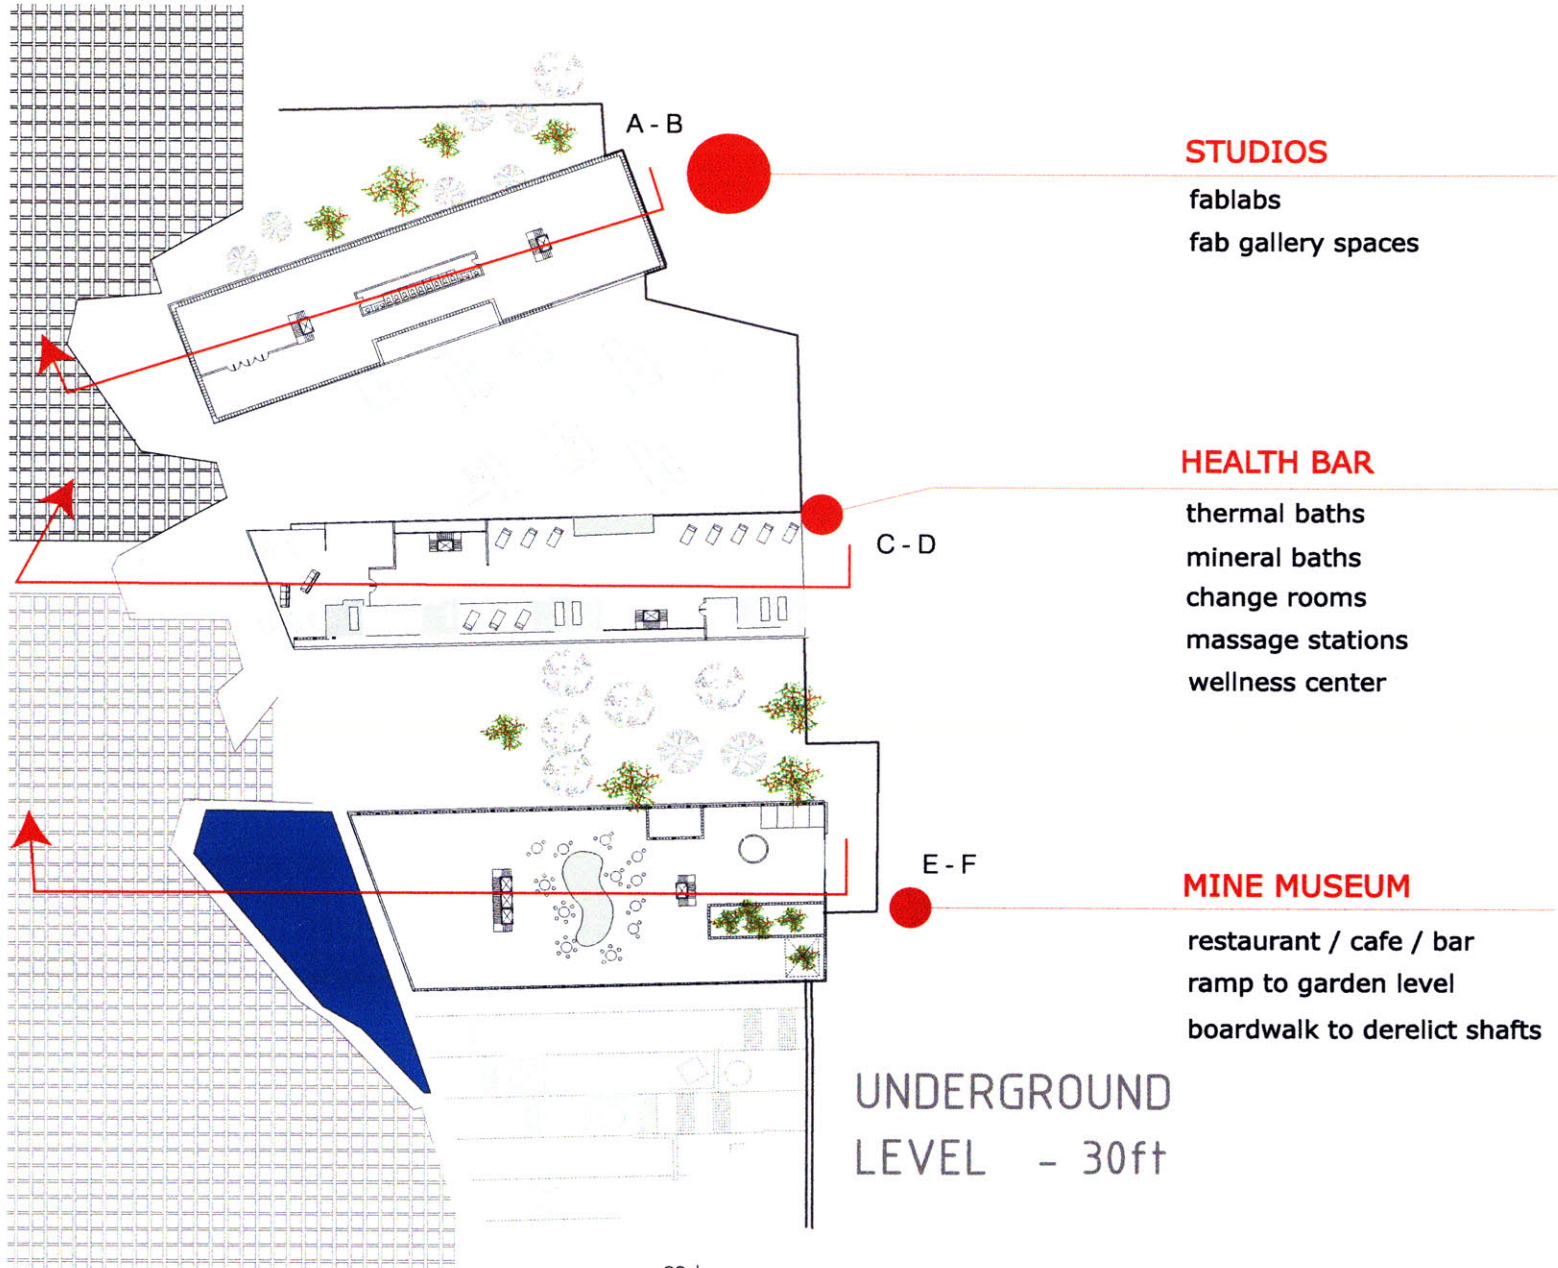 A - B
STUDIOS
fablabs
fab gallery spaces
HEALTH BAR
thermal baths
C - D
mineral baths
change rooms
massage stations
wellness center
E - F
MINE MUSEUM
restaurant / cafe / bar
ramp to garden level
boardwalk to derelict shafts
UNDERGROUND
LEVEL - 30ft